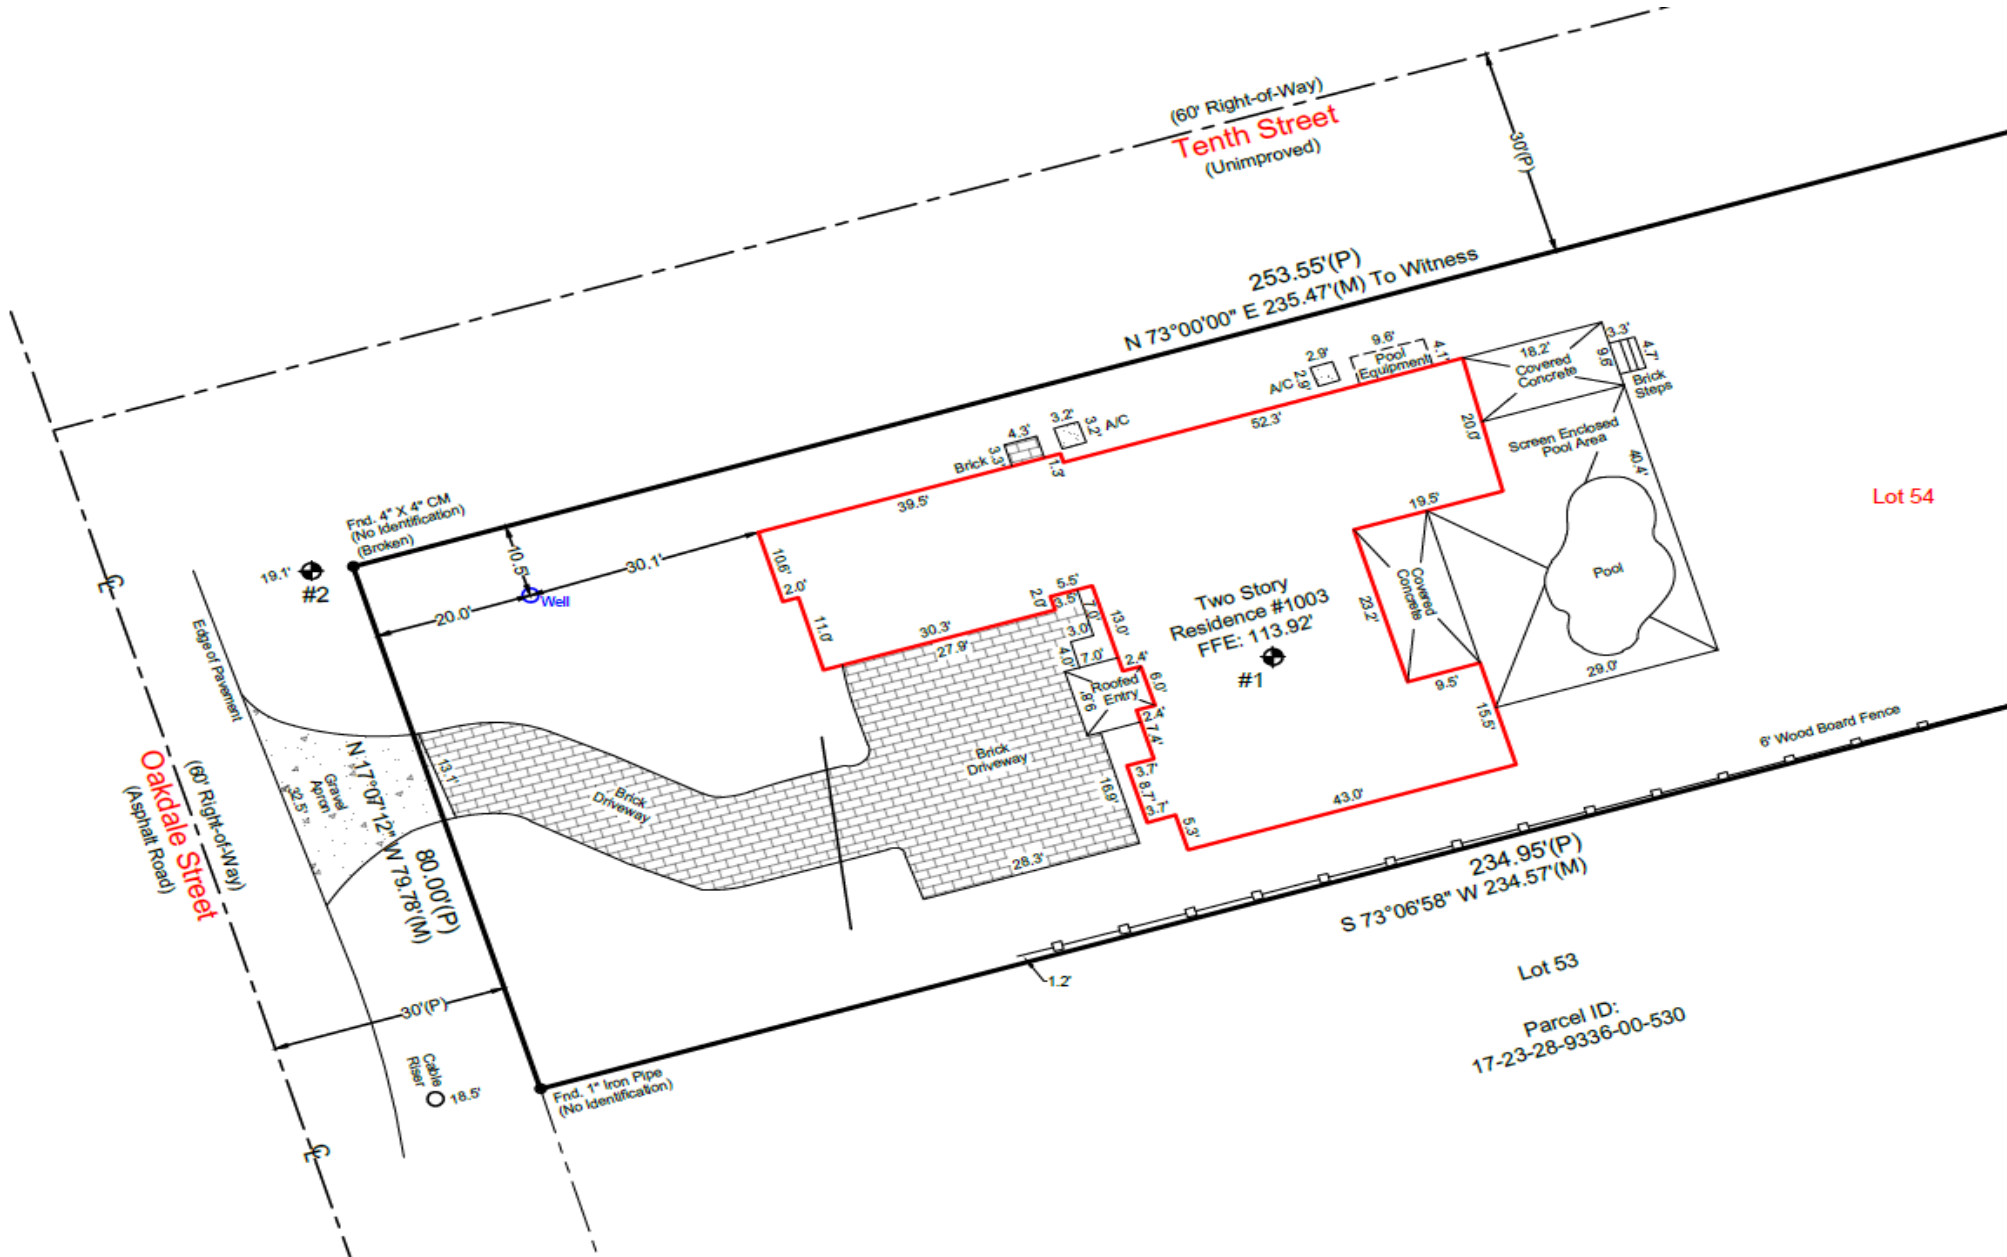 (60' Right-of-Way)
Tenth Street
(Unimproved)
30'(P)
253.55'(P)
N 73°00'00" E 235.47'(M) To Witness
9.6'
Pool
Equipment
4.1'
2.9'
2.9'
A/C
18.2'
Covered
Concrete
3.3'
9.6'
4.7'
Brick
Steps
52.3'
20.0'
Screen Enclosed
Pool Area
40.4'
Lot 54
4.3'
3.3'
Brick
3.2'
3.2'
A/C
1.3'
39.5'
19.5'
Fnd. 4" X 4" CM
(No Identification)
(Broken)
19.1'
#2
10.5'
30.1'
Well
20.0'
10.6'
2.0'
11.0'
30.3'
27.9'
2.0'
5.5'
3.5'
7.0'
13.0'
3.0'
4.0'
7.0'
2.4'
6.0'
Roofed
Entry
9.8'
2.4'
7.4'
3.7'
8.7'
3.7'
5.3'
16.9'
Two Story
Residence #1003
FFE: 113.92'
#1
Covered
Concrete
23.2'
9.5'
15.5'
Pool
29.0'
43.0'
6' Wood Board Fence
Edge of Pavement
Oakdale Street
(60' Right-of-Way)
(Asphalt Road)
32.5'
Gravel
Apron
13.1'
N 17°07'12" W 79.78'(M)
80.00'(P)
Brick
Driveway
Brick
Driveway
28.3'
234.95'(P)
S 73°06'58" W 234.57'(M)
1.2'
Lot 53
Parcel ID:
17-23-28-9336-00-530
30'(P)
Cable
Riser
18.5'
Fnd. 1" Iron Pipe
(No Identification)
℄
℄